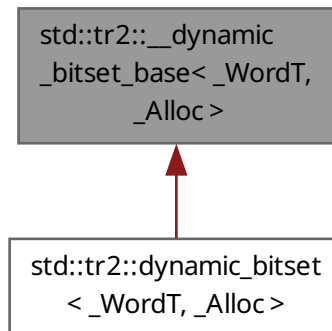 std::tr2::__dynamic
_bitset_base< _WordT,
_Alloc >
std::tr2::dynamic_bitset
< _WordT, _Alloc >